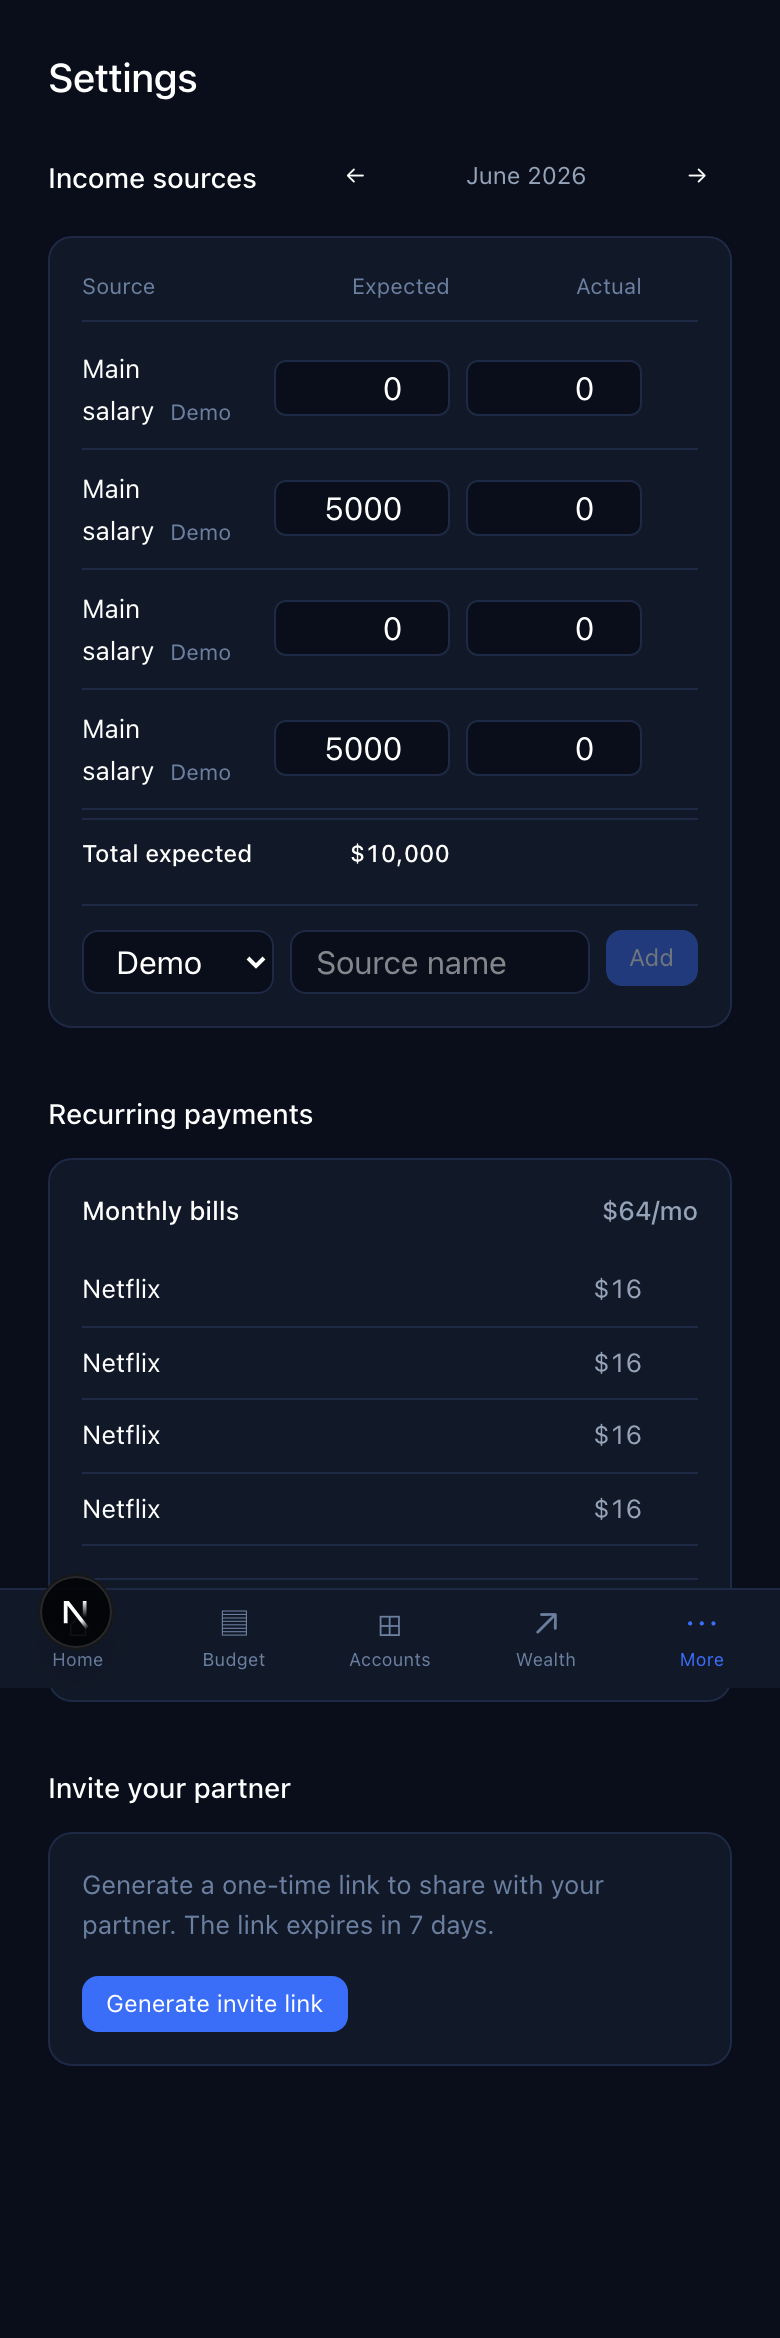 Settings
Income sources ← June 2026 →
Source Expected Actual
Main
salary Demo 0 0
Main
salary Demo 5000 0
Main
salary Demo 0 0
Main
salary Demo 5000 0
Total expected $10,000
Demo Source name Add
Recurring payments
Monthly bills $64/mo
Netflix $16
Netflix $16
Netflix $16
Netflix $16
N
Home Budget Accounts Wealth More
Invite your partner
Generate a one-time link to share with your
partner. The link expires in 7 days.
Generate invite link